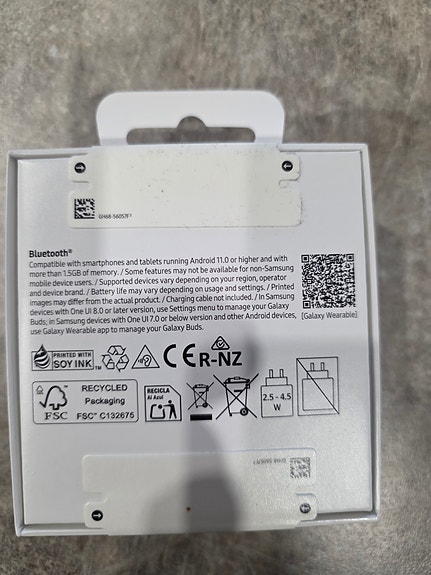 GH68-56057F
Bluetooth®
Compatible with smartphones and tablets running Android 11.0 or higher and with
more than 1.5GB of memory. / Some features may not be available for non-Samsung
mobile device users. / Supported devices may vary depending on your region, operator
and device brand. / Battery life may vary depending on usage and settings. / Printed
images may differ from the actual product. / Charging cable not included. / In Samsung
devices with One UI 8.0 or later version, use Settings menu to manage your Galaxy
Buds; in Samsung devices with One UI 7.0 or below version and other Android devices,
use Galaxy Wearable app to manage your Galaxy Buds.
[Galaxy Wearable]
PRINTED WITH
SOY INK™
CE R-NZ
FSC
RECYCLED
Packaging
FSC™ C132675
RECICLA
Al Azul
2.5 - 4.5
W